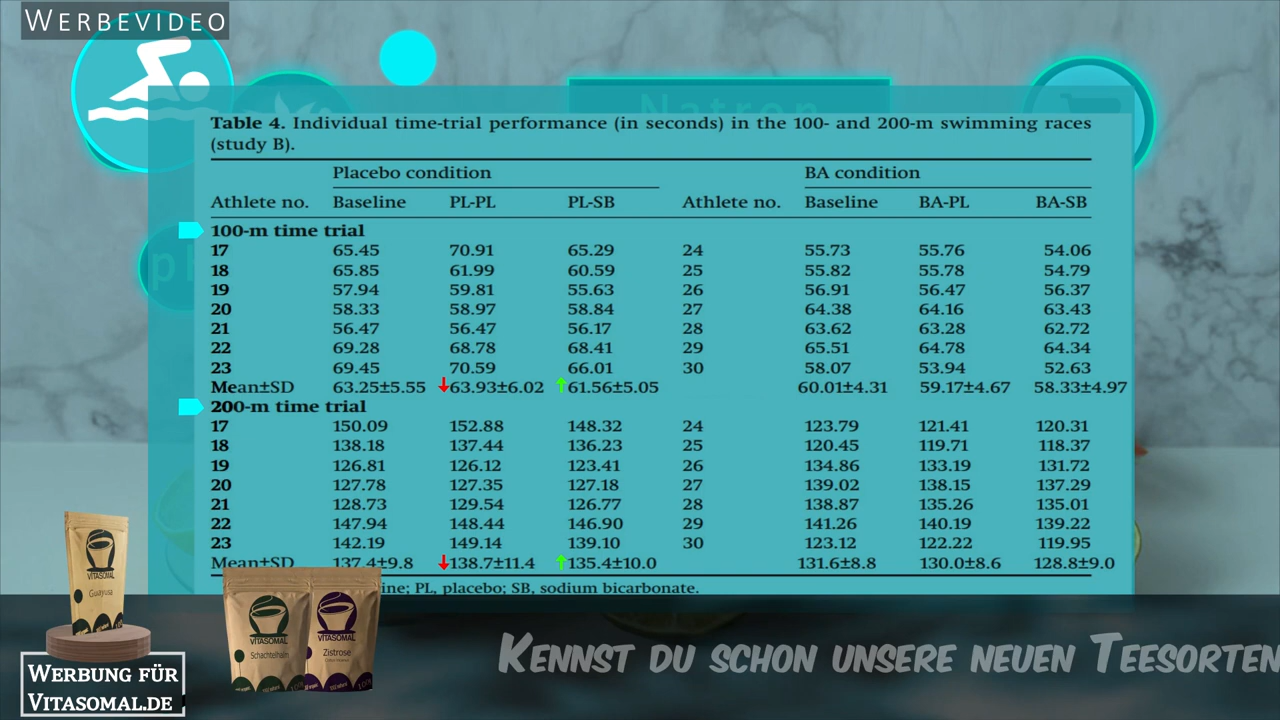 WERBEVIDEO
Natron
Table 4. Individual time-trial performance (in seconds) in the 100- and 200-m swimming races
(study B).
Placebo condition BA condition
Athlete no. Baseline PL-PL PL-SB Athlete no. Baseline BA-PL BA-SB
100-m time trial
17 65.45 70.91 65.29 24 55.73 55.76 54.06
18 65.85 61.99 60.59 25 55.82 55.78 54.79
19 57.94 59.81 55.63 26 56.91 56.47 56.37
20 58.33 58.97 58.84 27 64.38 64.16 63.43
21 56.47 56.47 56.17 28 63.62 63.28 62.72
22 69.28 68.78 68.41 29 65.51 64.78 64.34
23 69.45 70.59 66.01 30 58.07 53.94 52.63
Mean±SD 63.25±5.55 63.93±6.02 61.56±5.05 60.01±4.31 59.17±4.67 58.33±4.97
200-m time trial
17 150.09 152.88 148.32 24 123.79 121.41 120.31
18 138.18 137.44 136.23 25 120.45 119.71 118.37
19 126.81 126.12 123.41 26 134.86 133.19 131.72
20 127.78 127.35 127.18 27 139.02 138.15 137.29
21 128.73 129.54 126.77 28 138.87 135.26 135.01
22 147.94 148.44 146.90 29 141.26 140.19 139.22
23 142.19 149.14 139.10 30 123.12 122.22 119.95
Mean±SD 137.4±9.8 138.7±11.4 135.4±10.0 131.6±8.8 130.0±8.6 128.8±9.0
ine; PL, placebo; SB, sodium bicarbonate.
VITASOMAL
Guayusa
VITASOMAL
Schachtelhalm
VITASOMAL
Zistrose
KENNST DU SCHON UNSERE NEUEN TEESORTEN
WERBUNG FÜR
VITASOMAL.DE